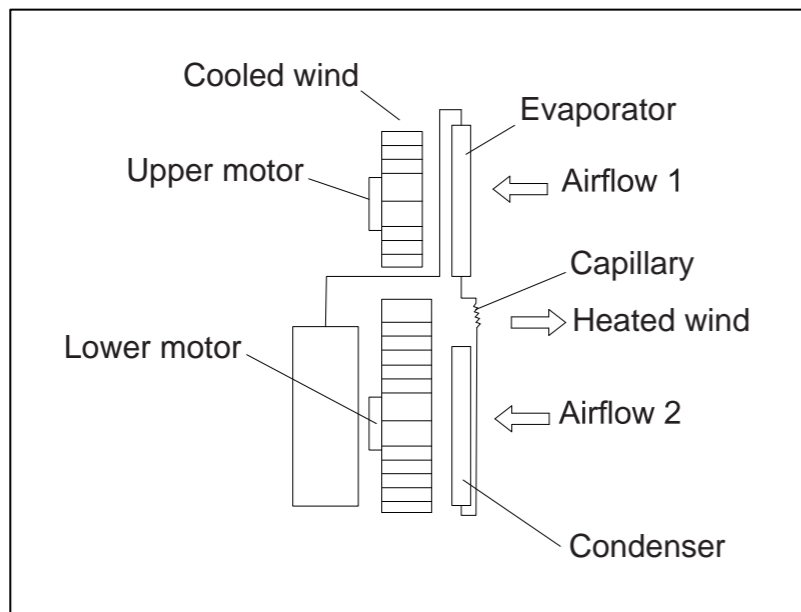 Cooled wind
Evaporator
Upper motor
Airflow 1
Capillary
Heated wind
Lower motor
Airflow 2
Condenser